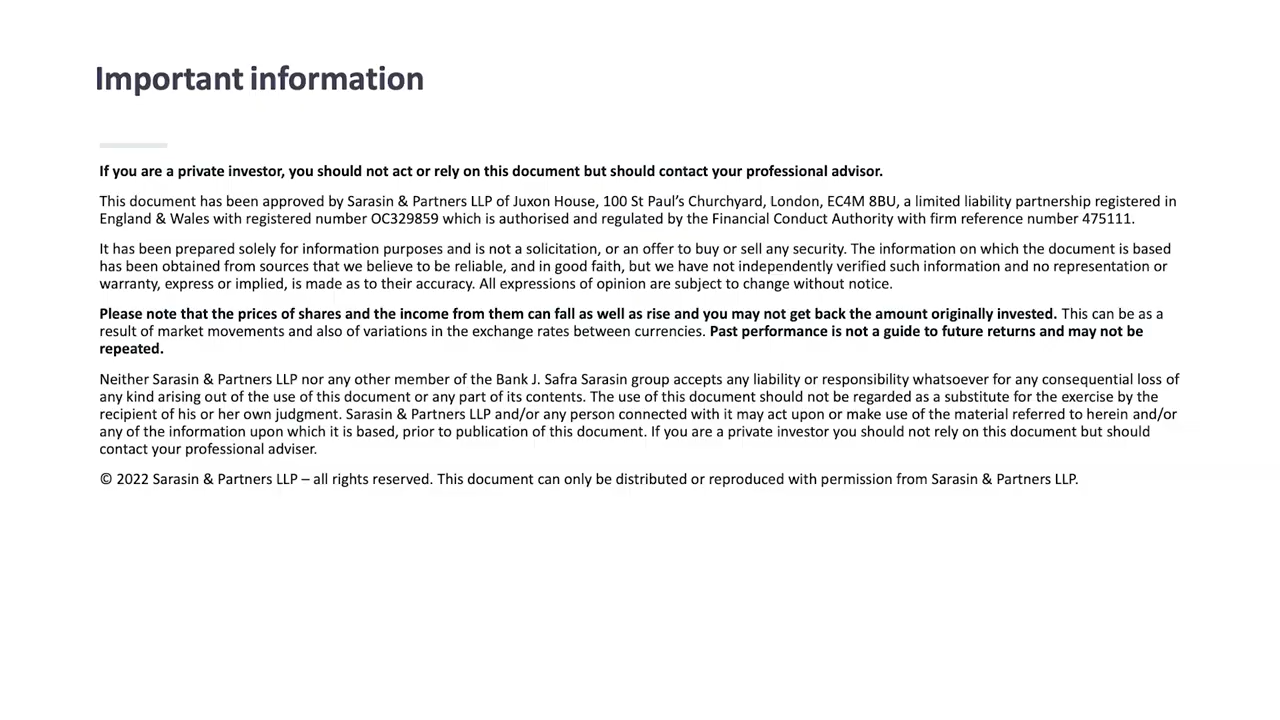 Important information
If you are a private investor, you should not act or rely on this document but should contact your professional advisor.
This document has been approved by Sarasin & Partners LLP of Juxon House, 100 St Paul’s Churchyard, London, EC4M 8BU, a limited liability partnership registered in
England & Wales with registered number OC329859 which is authorised and regulated by the Financial Conduct Authority with firm reference number 475111.
It has been prepared solely for information purposes and is not a solicitation, or an offer to buy or sell any security. The information on which the document is based
has been obtained from sources that we believe to be reliable, and in good faith, but we have not independently verified such information and no representation or
warranty, express or implied, is made as to their accuracy. All expressions of opinion are subject to change without notice.
Please note that the prices of shares and the income from them can fall as well as rise and you may not get back the amount originally invested. This can be as a
result of market movements and also of variations in the exchange rates between currencies. Past performance is not a guide to future returns and may not be
repeated.
Neither Sarasin & Partners LLP nor any other member of the Bank J. Safra Sarasin group accepts any liability or responsibility whatsoever for any consequential loss of
any kind arising out of the use of this document or any part of its contents. The use of this document should not be regarded as a substitute for the exercise by the
recipient of his or her own judgment. Sarasin & Partners LLP and/or any person connected with it may act upon or make use of the material referred to herein and/or
any of the information upon which it is based, prior to publication of this document. If you are a private investor you should not rely on this document but should
contact your professional adviser.
© 2022 Sarasin & Partners LLP – all rights reserved. This document can only be distributed or reproduced with permission from Sarasin & Partners LLP.